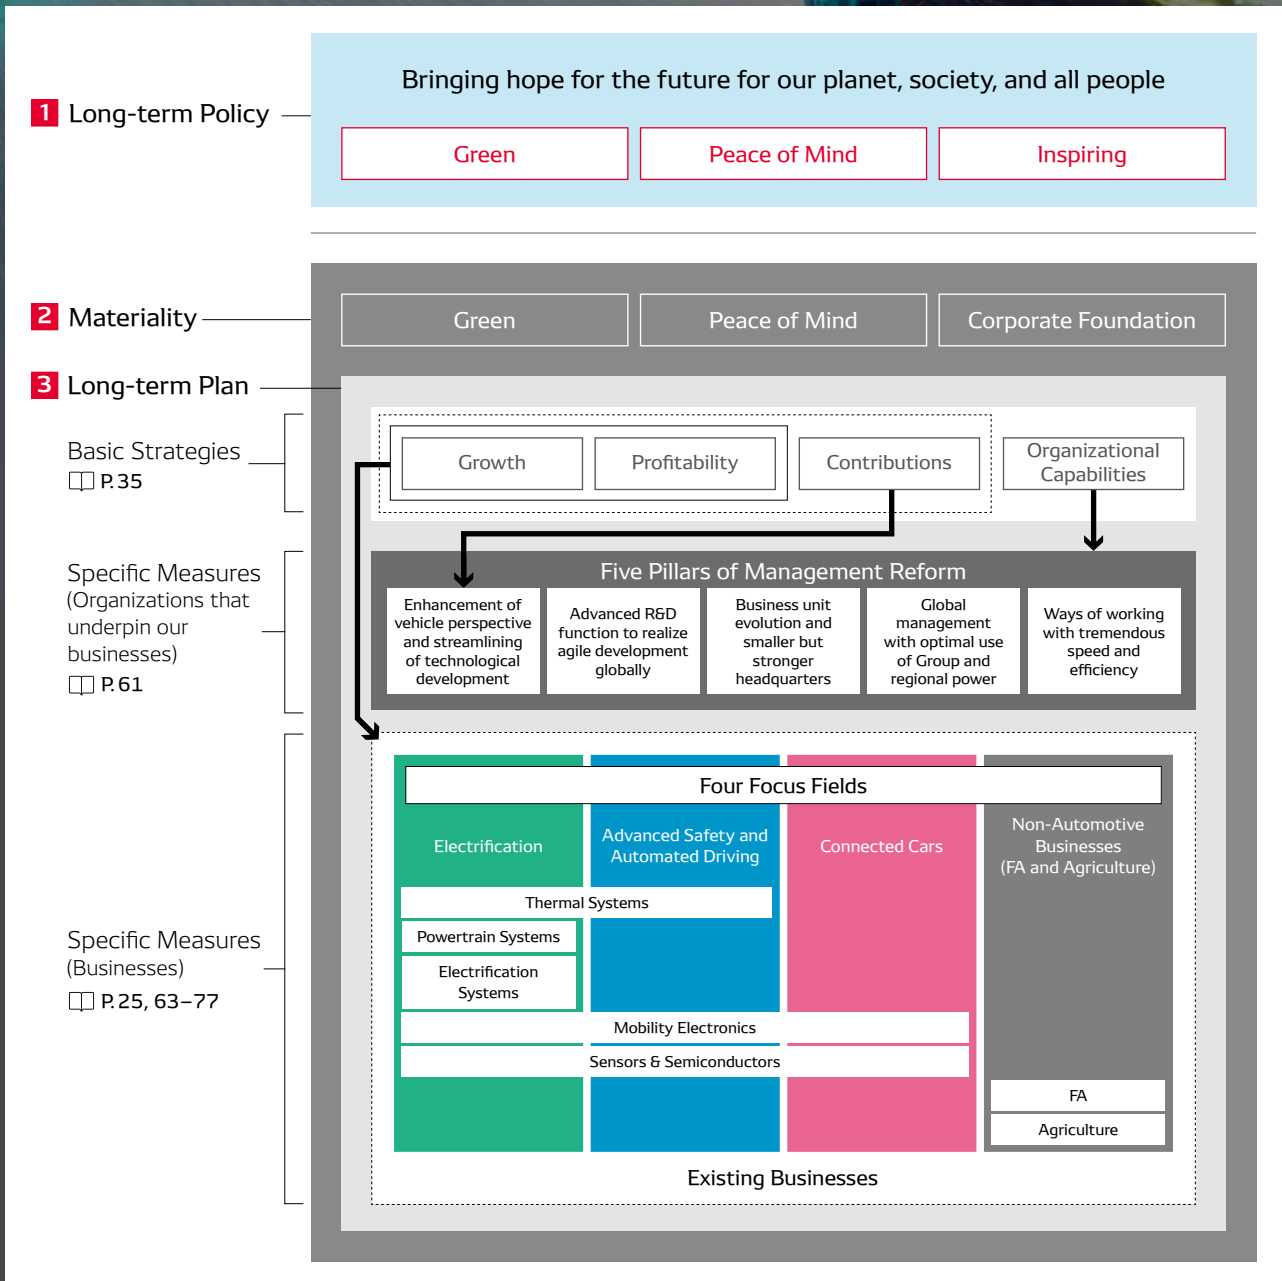 Bringing hope for the future for our planet, society, and all people
1 Long-term Policy
Green
Peace of Mind
Inspiring
2 Materiality
Green
Peace of Mind
Corporate Foundation
3 Long-term Plan
Basic Strategies
P.35
Growth
Profitability
Contributions
Organizational
Capabilities
Specific Measures
(Organizations that
underpin our
businesses)
P.61
Five Pillars of Management Reform
Enhancement of
vehicle perspective
and streamlining
of technological
development
Advanced R&D
function to realize
agile development
globally
Business unit
evolution and
smaller but
stronger
headquarters
Global
management
with optimal use
of Group and
regional power
Ways of working
with tremendous
speed and
efficiency
Specific Measures
(Businesses)
P.25, 63–77
Four Focus Fields
Electrification
Advanced Safety and
Automated Driving
Connected Cars
Non-Automotive
Businesses
(FA and Agriculture)
Thermal Systems
Powertrain Systems
Electrification
Systems
Mobility Electronics
Sensors & Semiconductors
FA
Agriculture
Existing Businesses